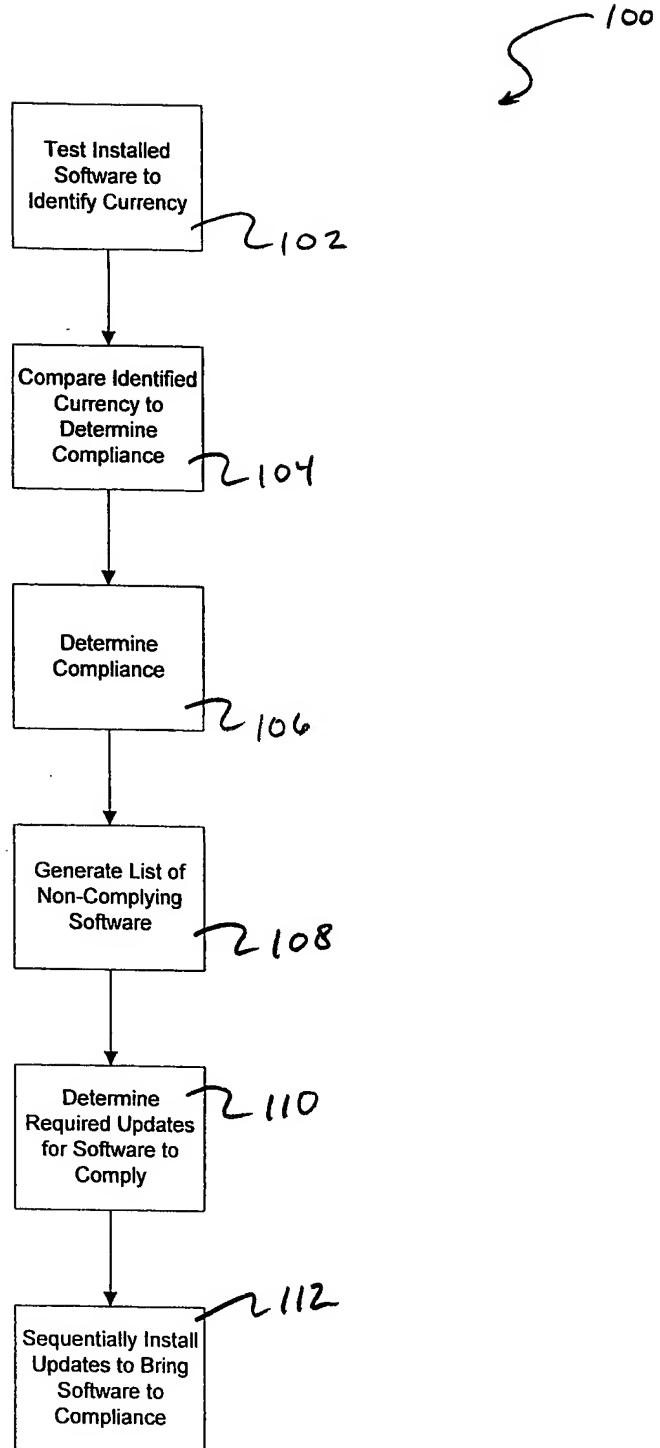 100
Test Installed
Software to
Identify Currency
102
Compare Identified
Currency to
Determine
Compliance
104
Determine
Compliance
106
Generate List of
Non-Complying
Software
108
Determine
Required Updates
for Software to
Comply
110
Sequentially Install
Updates to Bring
Software to
Compliance
112